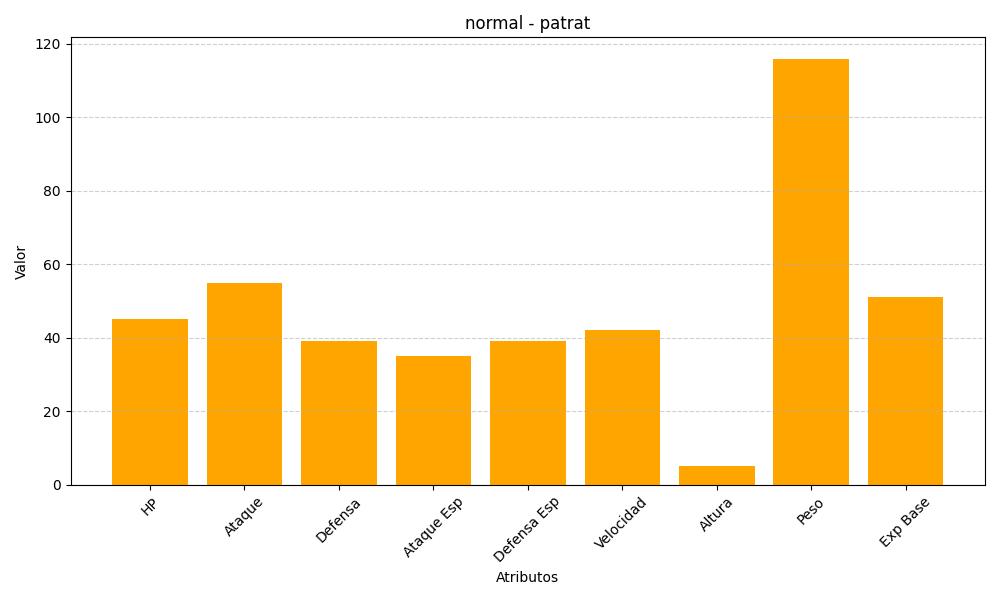 normal - patrat
120
100
80
60
40
20
0
Valor
HP
Ataque
Defensa
Ataque Esp
Defensa Esp
Velocidad
Altura
Peso
Exp Base
Atributos